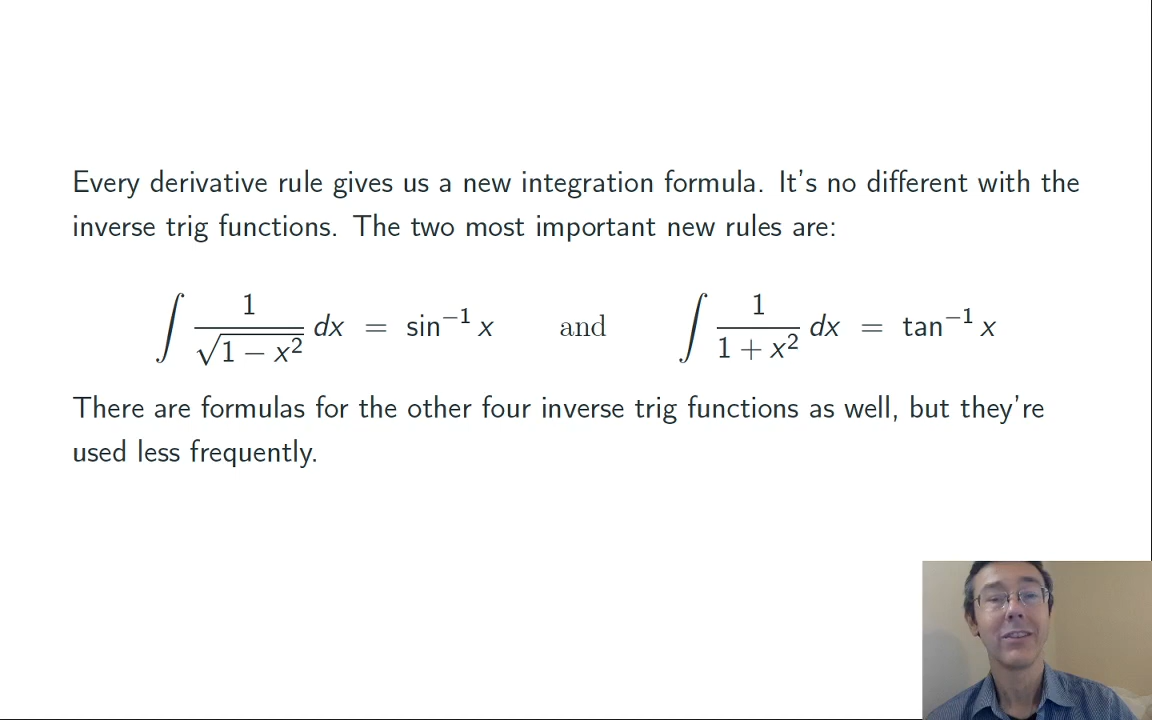 Every derivative rule gives us a new integration formula. It's no different with the
inverse trig functions. The two most important new rules are:
∫ 1/√(1 − x²) dx = sin⁻¹ x and ∫ 1/(1 + x²) dx = tan⁻¹ x
There are formulas for the other four inverse trig functions as well, but they're
used less frequently.